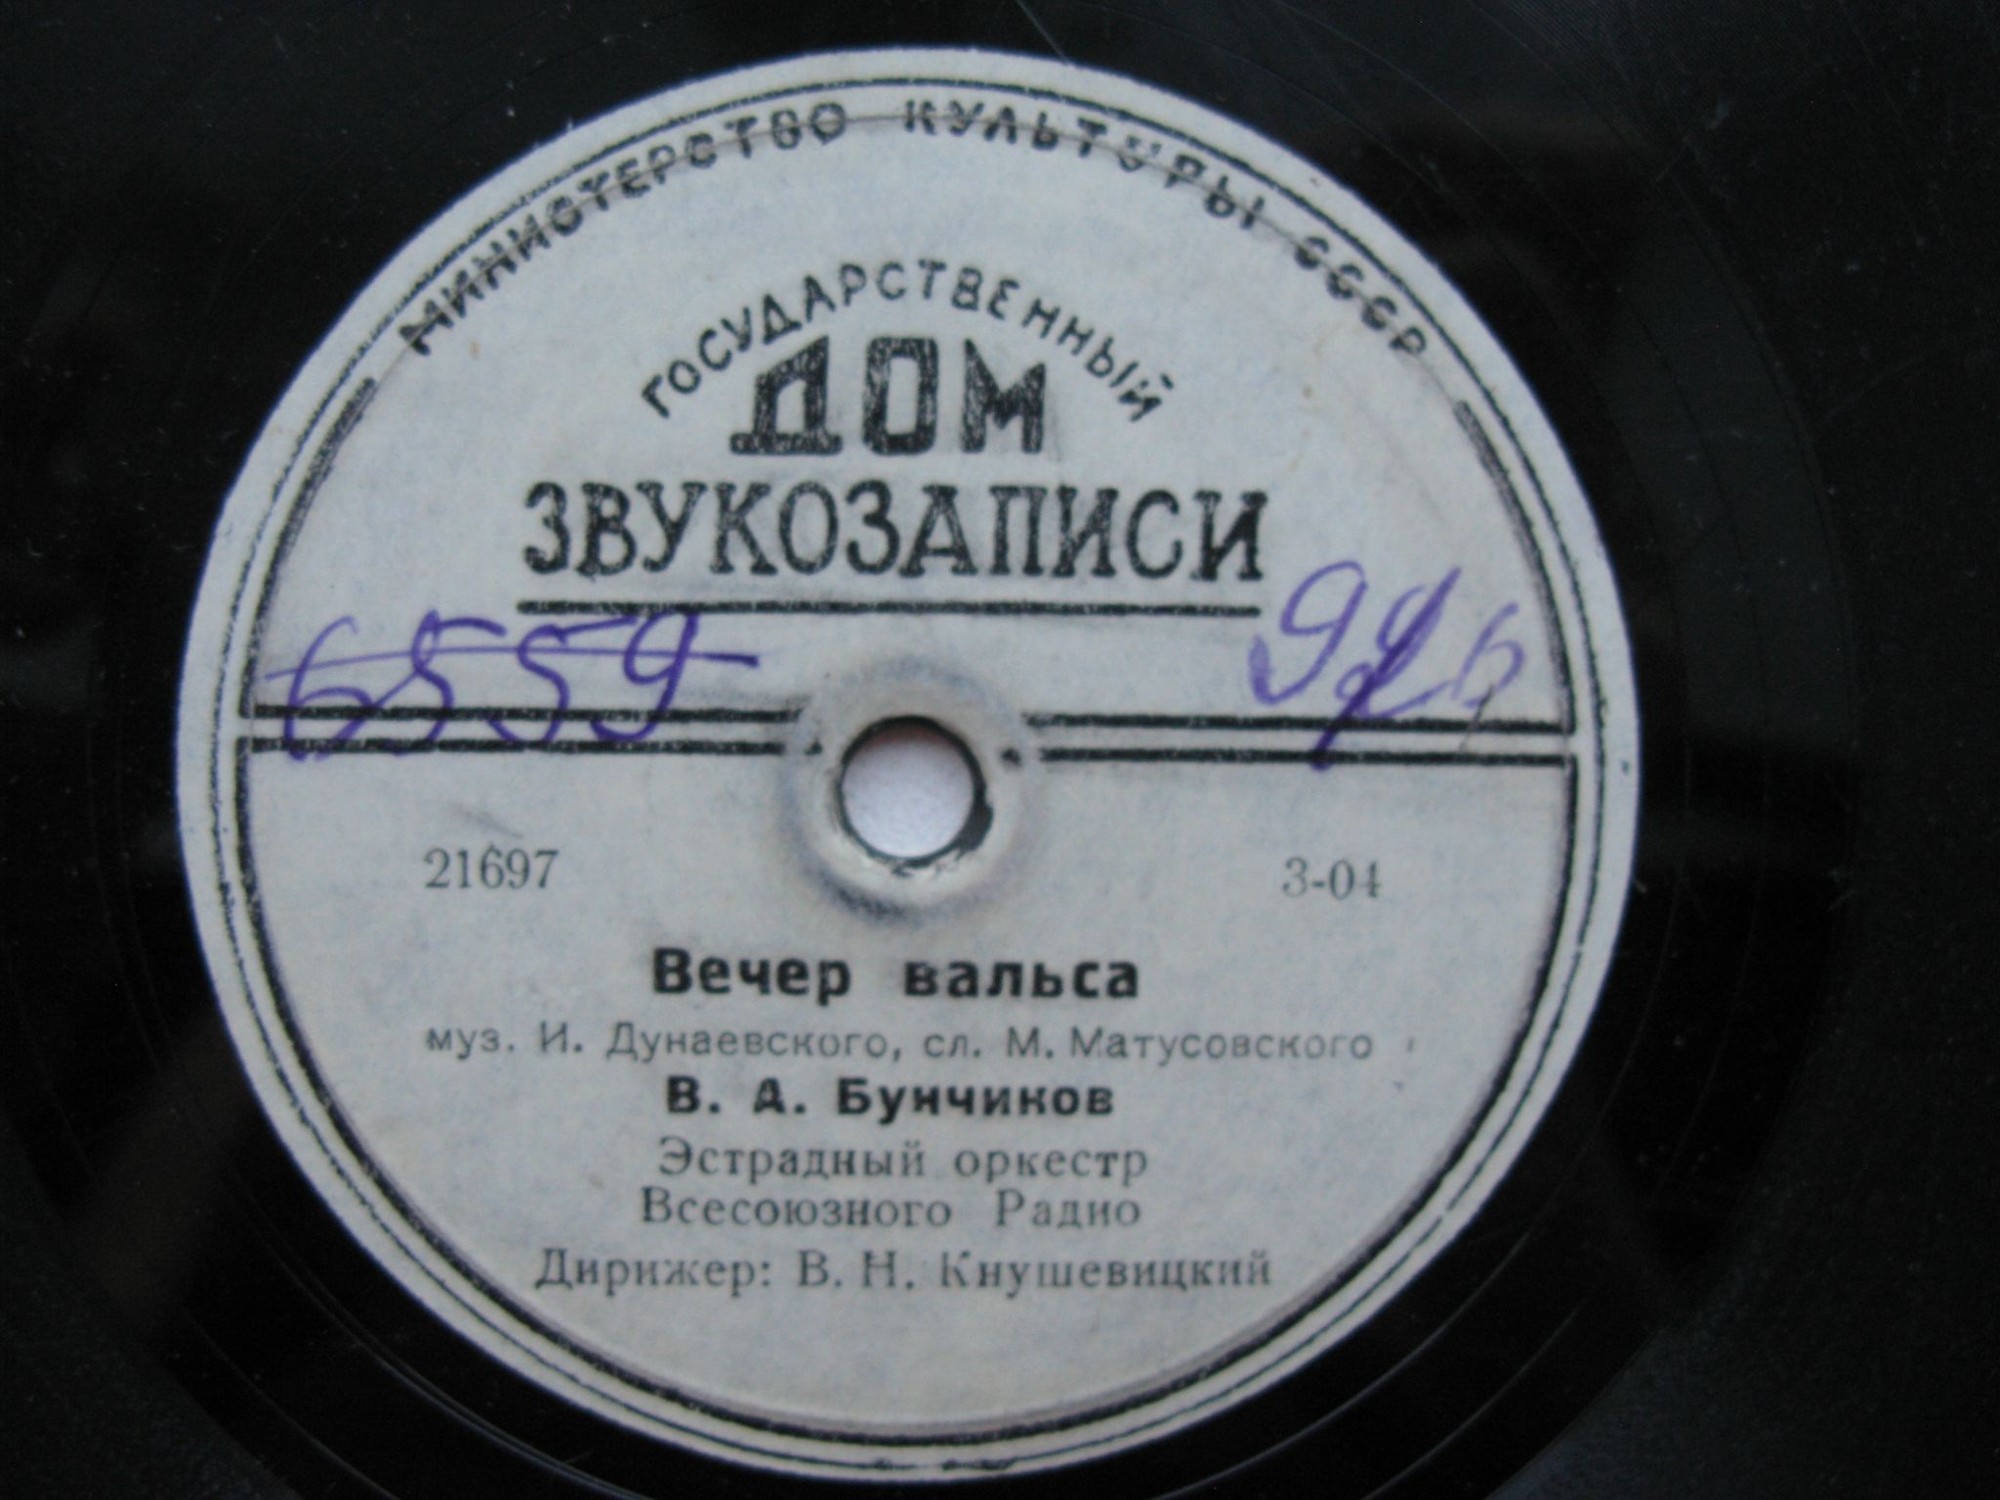 МИНИСТЕРСТВО КУЛЬТУРЫ СССР
ГОСУДАРСТВЕННЫЙ
ДОМ
ЗВУКОЗАПИСИ
6559
21697
3-04
Вечер вальса
муз. И. Дунаевского, сл. М. Матусовского
В. А. Бунчиков
Эстрадный оркестр
Всесоюзного Радио
Дирижер: В. Н. Кнушевицкий